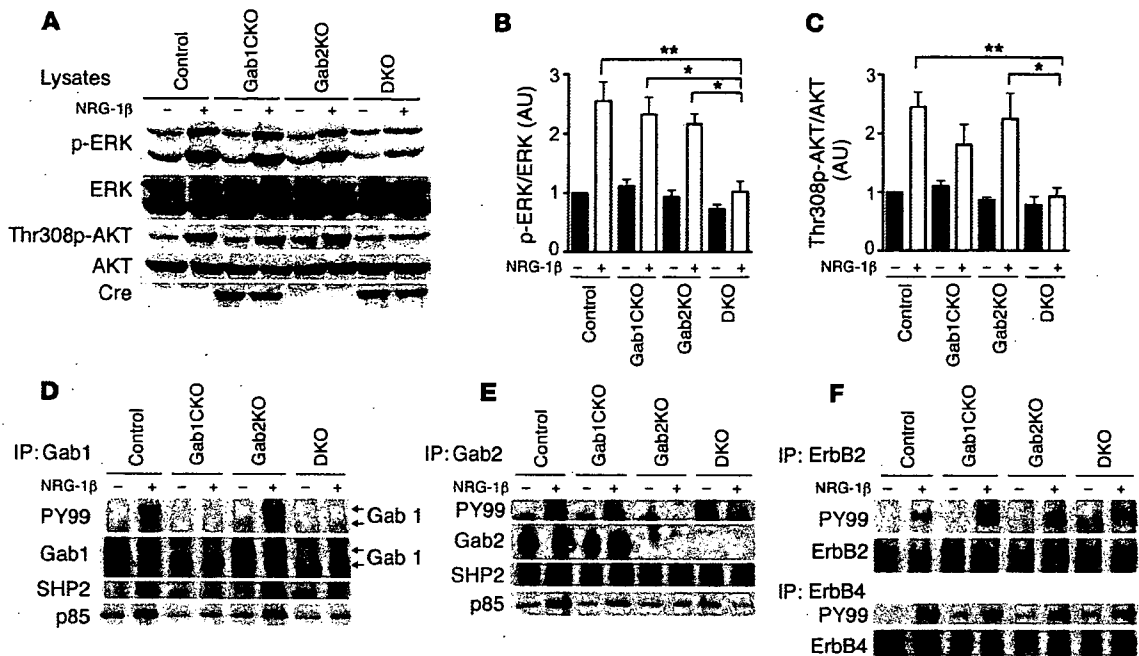 A
Lysates
Control
Gab1CKO
Gab2KO
DKO
NRG-1β
- + - + - + - +
p-ERK
ERK
Thr308p-AKT
AKT
Cre
B
p-ERK/ERK (AU)
3
2
1
0
**
*
*
NRG-1β
- + - + - + - +
Control
Gab1CKO
Gab2KO
DKO
C
Thr308p-AKT/AKT
(AU)
3
2
1
0
**
*
NRG-1β
- + - + - + - +
Control
Gab1CKO
Gab2KO
DKO
D
IP: Gab1
Control
Gab1CKO
Gab2KO
DKO
NRG-1β
- + - + - + - +
PY99
Gab 1
Gab1
Gab 1
SHP2
p85
E
IP: Gab2
Control
Gab1CKO
Gab2KO
DKO
NRG-1β
- + - + - + - +
PY99
Gab2
SHP2
p85
F
IP: ErbB2
Control
Gab1CKO
Gab2KO
DKO
NRG-1β
- + - + - + - +
PY99
ErbB2
IP: ErbB4
PY99
ErbB4